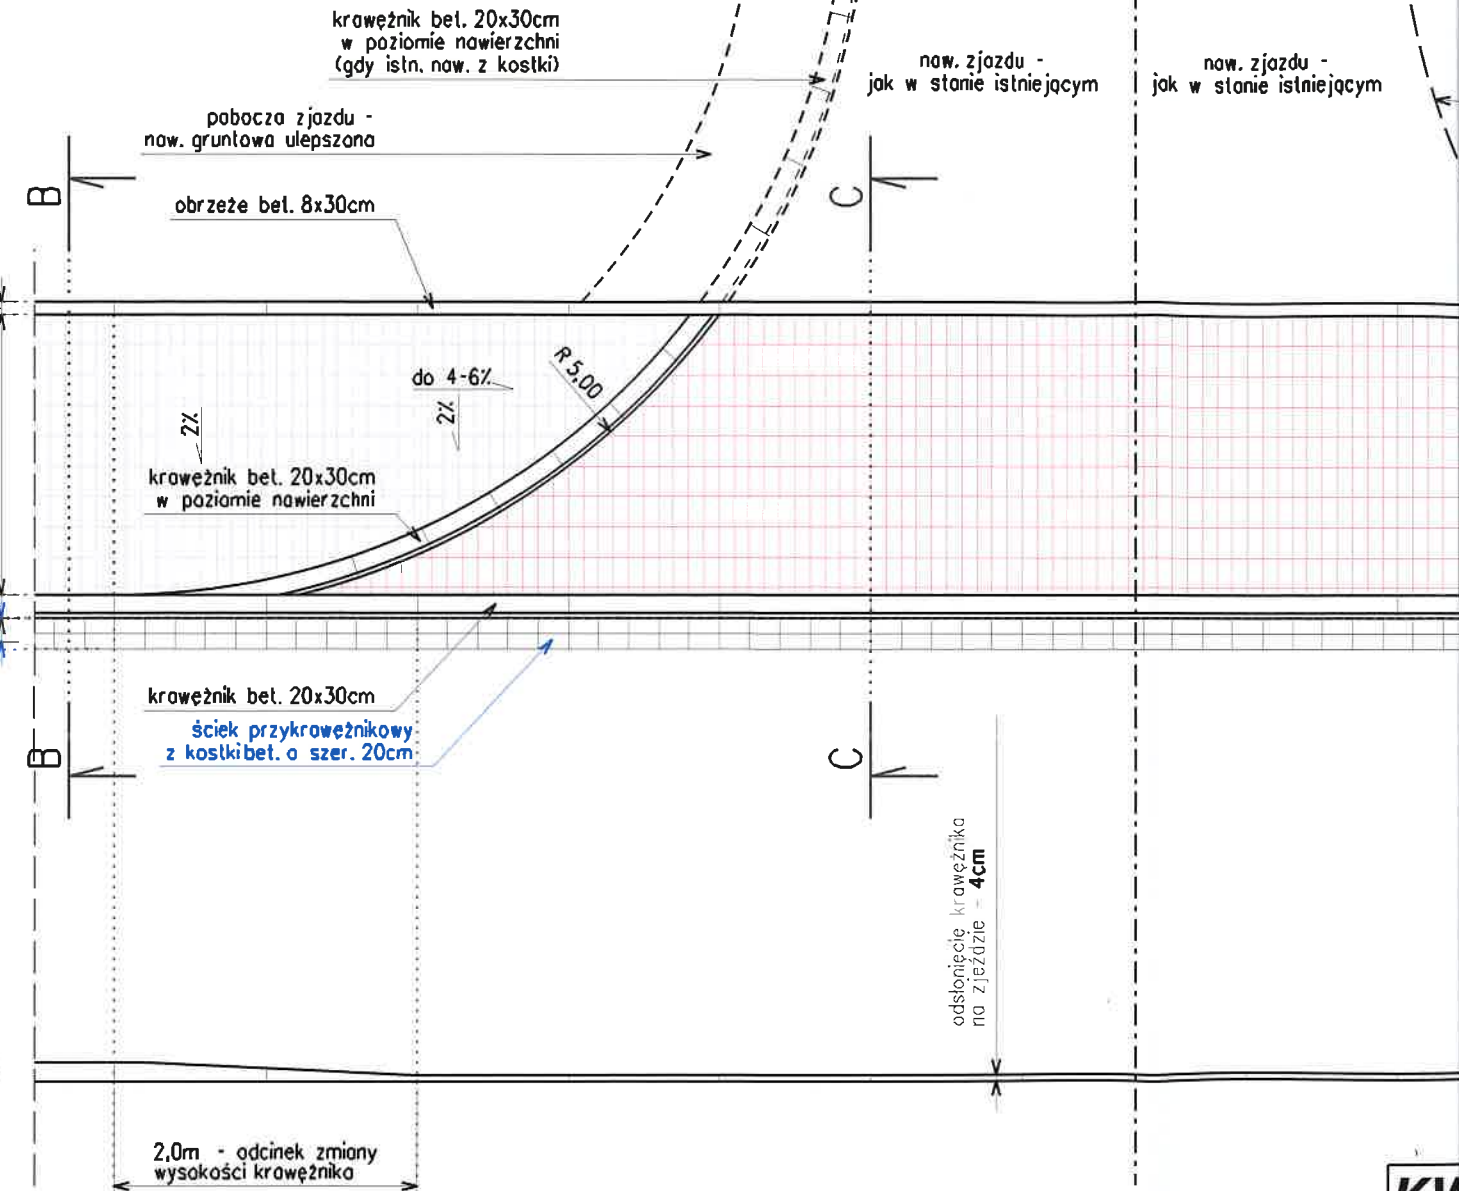 krawężnik bet. 20x30cm
w poziomie nawierzchni
(gdy istn. naw. z kostki)
naw. zjazdu -
jak w stanie istniejącym
naw. zjazdu -
jak w stanie istniejącym
pobocza zjazdu -
naw. gruntowa ulepszona
B
C
obrzeże bet. 8x30cm
R 5,00
do 4-6%
2%
2%
krawężnik bet. 20x30cm
w poziomie nawierzchni
krawężnik bet. 20x30cm
ściek przykrawężnikowy
z kostki bet. o szer. 20cm
B
C
odsłonięcie krawężnika
na zjeździe - 4cm
2,0m - odcinek zmiany
wysokości krawężnika